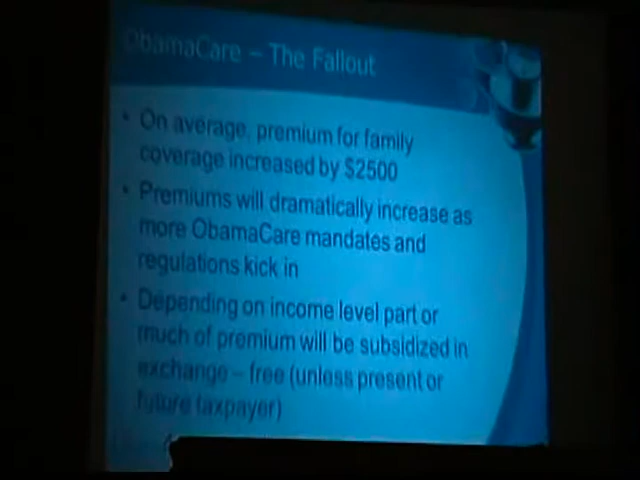 ObamaCare – The Fallout
• On average, premium for family
coverage increased by $2500
• Premiums will dramatically increase as
more ObamaCare mandates and
regulations kick in
• Depending on income level part or
much of premium will be subsidized in
exchange – free (unless present or
future taxpayer)